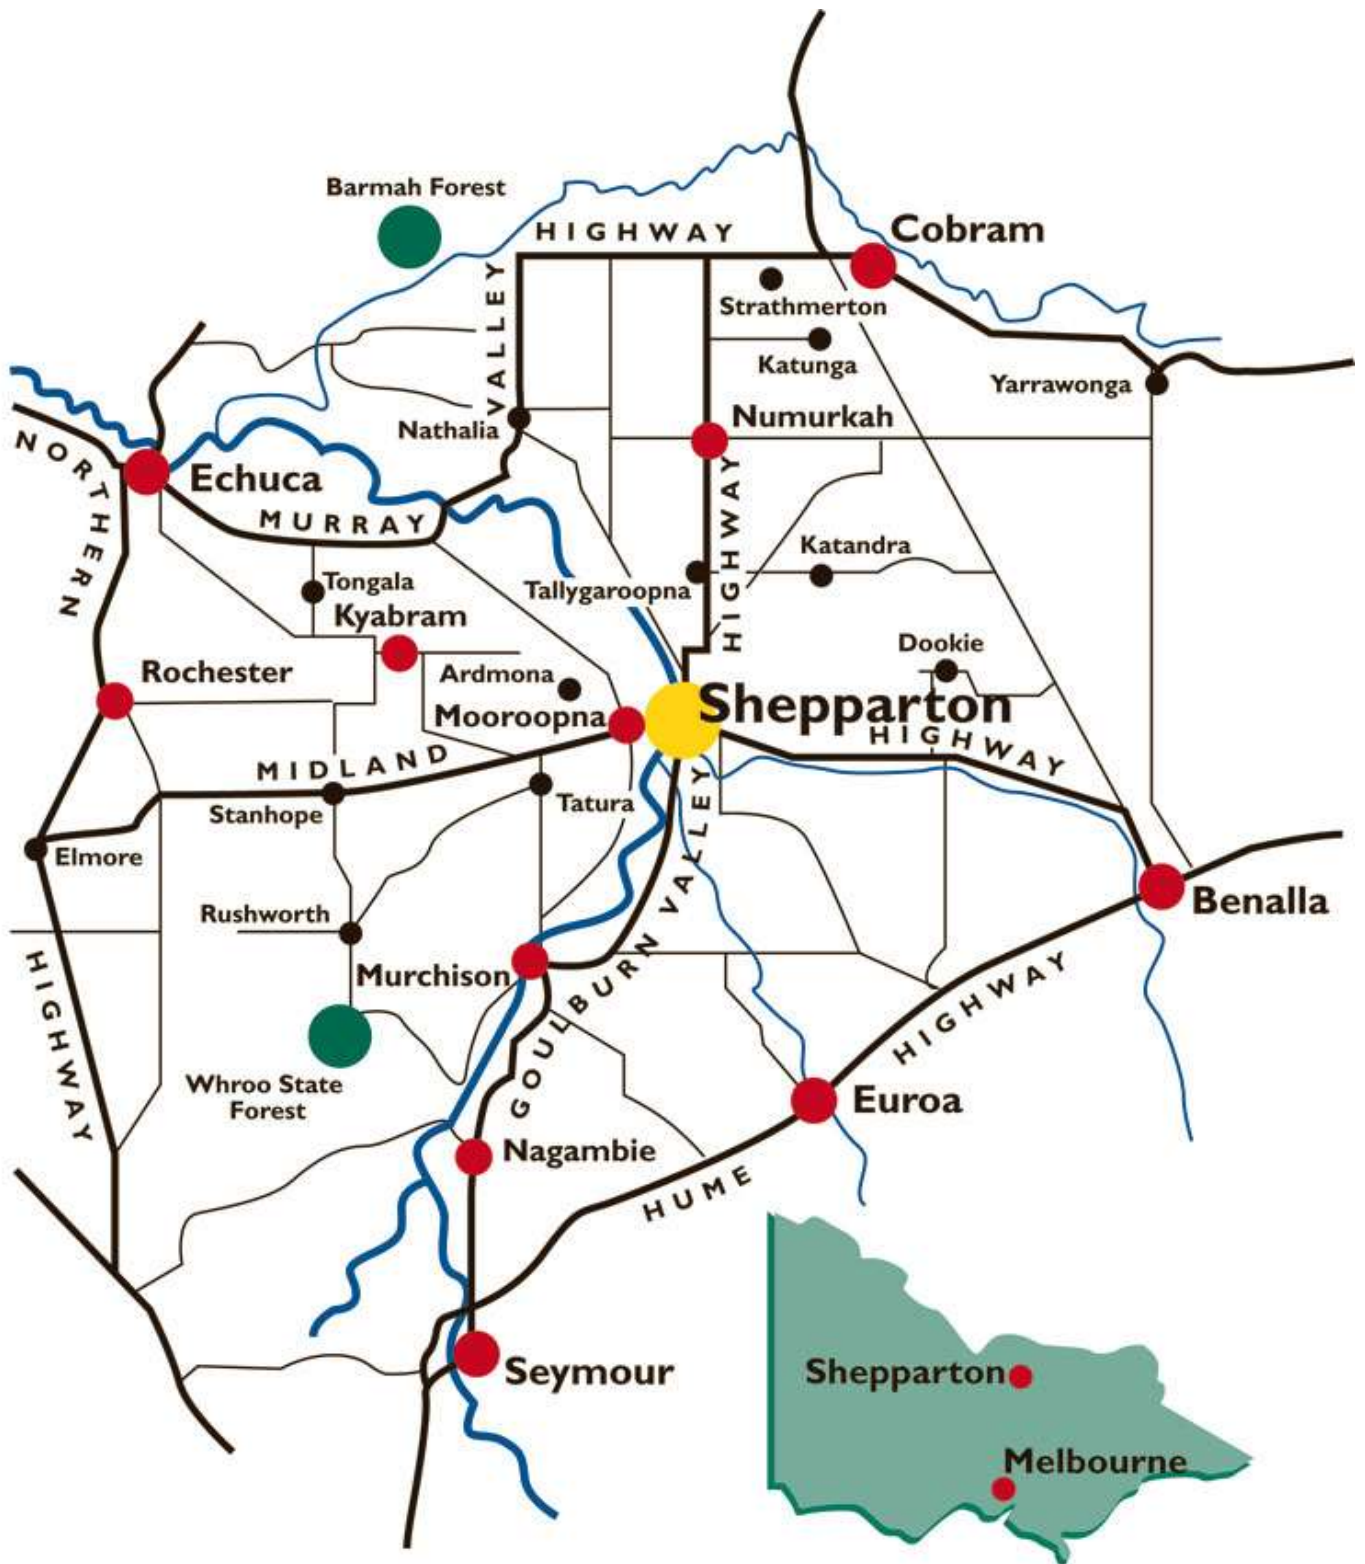 Barmah Forest
HIGHWAY
Cobram
VALLEY
Strathmerton
Katunga
Yarrawonga
Nathalia
Numurkah
NORTHERN
Echuca
MURRAY
HIGHWAY
Katandra
Tongala
Tallygaroopna
Kyabram
Dookie
Rochester
Ardmona
Mooroopna
Shepparton
HIGHWAY
MIDLAND
Stanhope
Tatura
Elmore
GOULBURN VALLEY
Benalla
Rushworth
Murchison
HIGHWAY
HIGHWAY
Whroo State
Forest
Euroa
Nagambie
HUME
Seymour
Shepparton
Melbourne